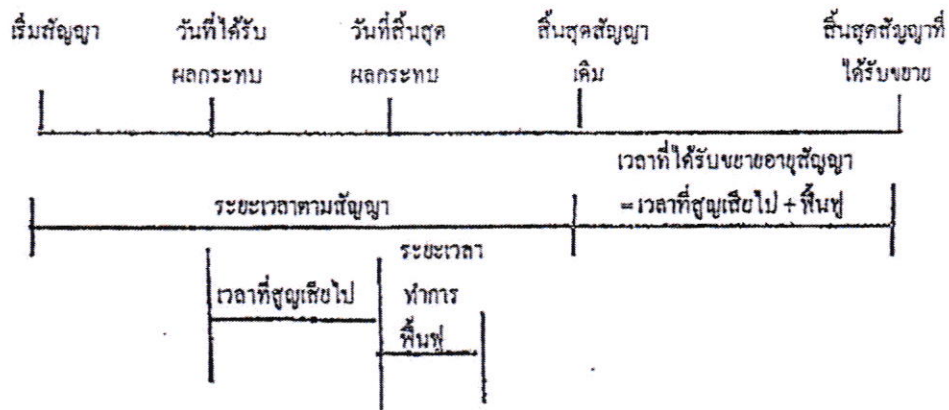 เริ่มสัญญา วันที่ได้รับ วันที่สิ้นสุด สิ้นสุดสัญญา สิ้นสุดสัญญาที่
ผลกระทบ ผลกระทบ เดิม ได้รับขยาย
เวลาที่ได้รับขยายอายุสัญญา
ระยะเวลาตามสัญญา =เวลาที่สูญเสียไป + ฟื้นฟู
ระยะเวลา
เวลาที่สูญเสียไป ทำการ
ฟื้นฟู